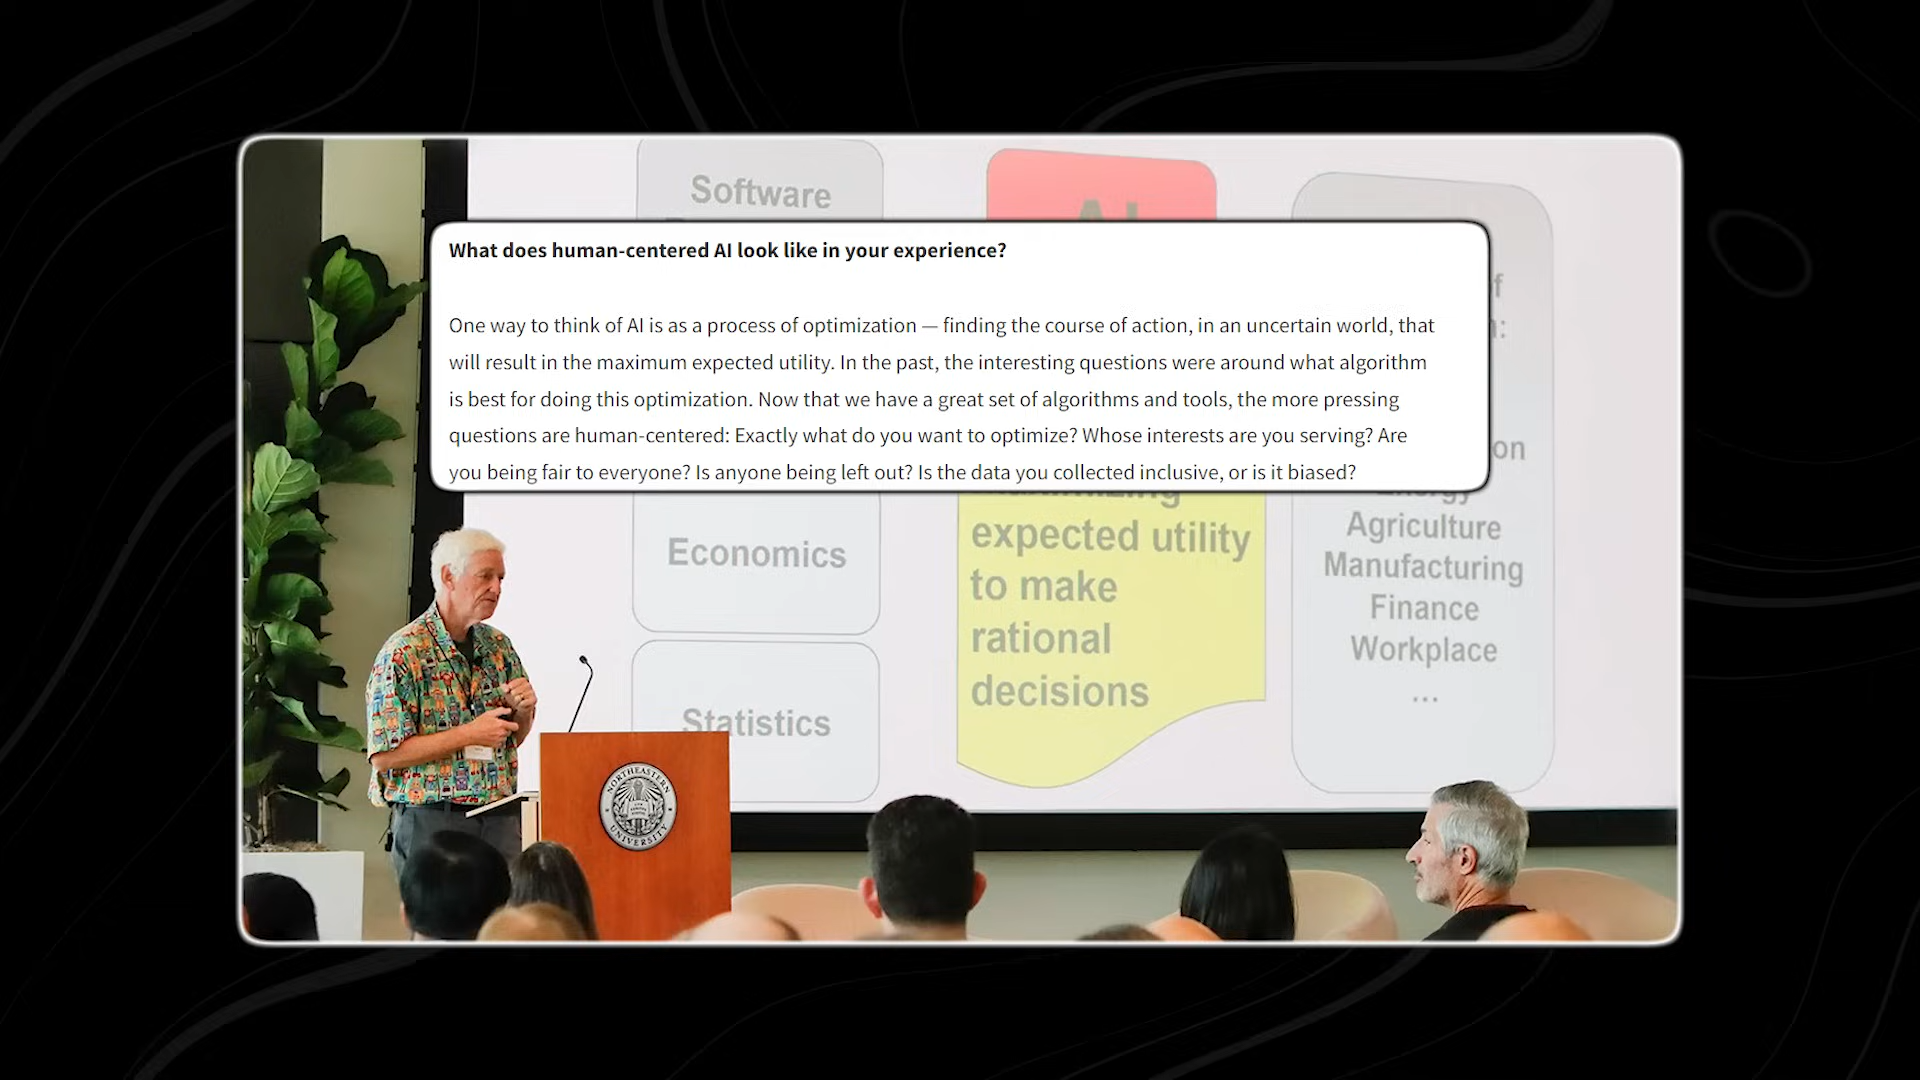 Software
AI
What does human-centered AI look like in your experience?
One way to think of AI is as a process of optimization — finding the course of action, in an uncertain world, that
will result in the maximum expected utility. In the past, the interesting questions were around what algorithm
is best for doing this optimization. Now that we have a great set of algorithms and tools, the more pressing
questions are human-centered: Exactly what do you want to optimize? Whose interests are you serving? Are
you being fair to everyone? Is anyone being left out? Is the data you collected inclusive, or is it biased?
Economics
Statistics
expected utility
to make
rational
decisions
Energy
Agriculture
Manufacturing
Finance
Workplace
...
NORTHEASTERN
UNIVERSITY